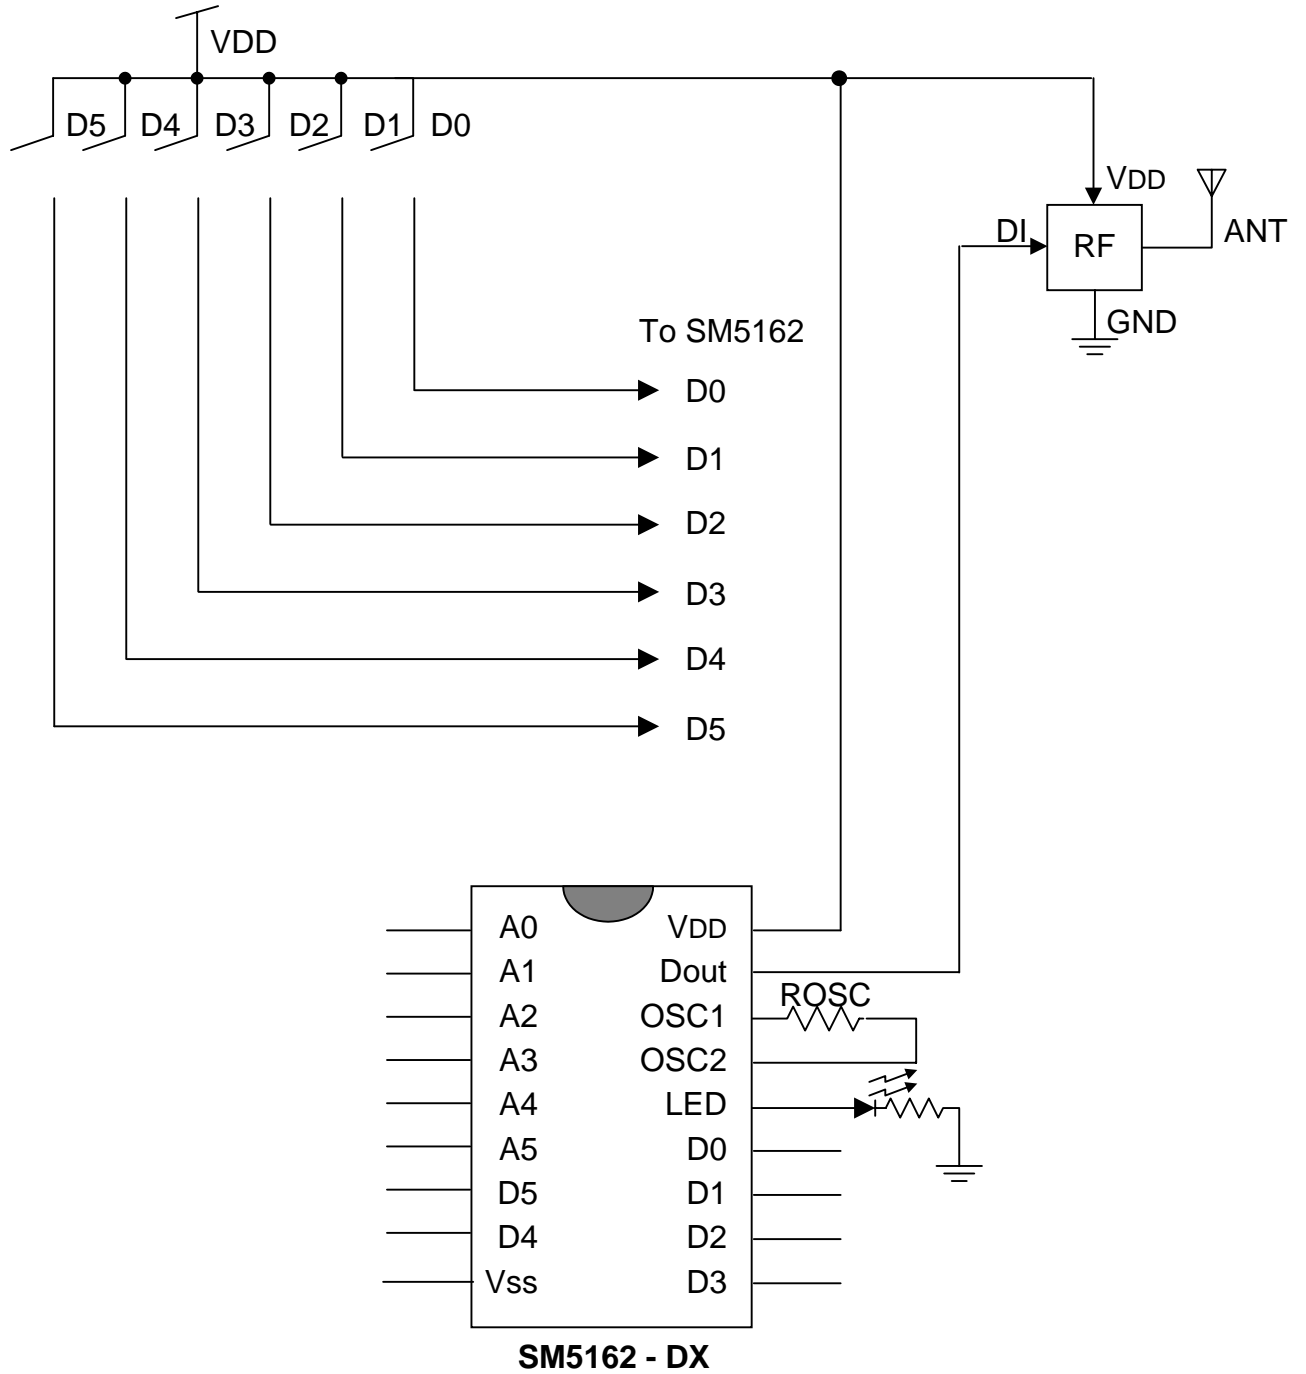 VDD
D5 D4 D3 D2 D1 D0
VDD
DI RF ANT
GND
To SM5162
D0
D1
D2
D3
D4
D5
A0 VDD
A1 Dout
ROSC
A2 OSC1
A3 OSC2
A4 LED
A5 D0
D5 D1
D4 D2
Vss D3
SM5162 - DX